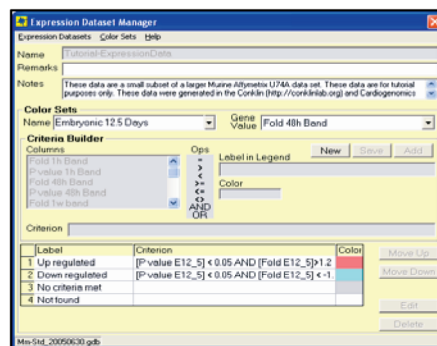 Expression Dataset Manager
Expression Datasets Color Sets Help
Name Tutorial-ExpressionData
Remarks
Notes These data are a small subset of a larger Murine Affymetrix U74A data set. These data are for tutorial
purposes only. These data were generated in the Conklin (http://conklinlab.org) and Cardiogenomics
Color Sets
Name Embryonic 12.5 Days Gene Value Fold 48h Band
Criteria Builder
Columns Ops New Save Add
Fold 1h Band = Label in Legend
P value 1h Band >
Fold 48h Band < Color
P value 48h Band >=
Fold 1w band <=
<>
AND
OR
Criterion
Label Criterion Color
1 Up regulated [P value E12_5] < 0.05 AND [Fold E12_5]>1.2 Move Up
2 Down regulated [P value E12_5] < 0.05 AND [Fold E12_5] < -1. Move Down
3 No criteria met
4 Not found Edit
Delete
Mm-Std_20050630.gdb